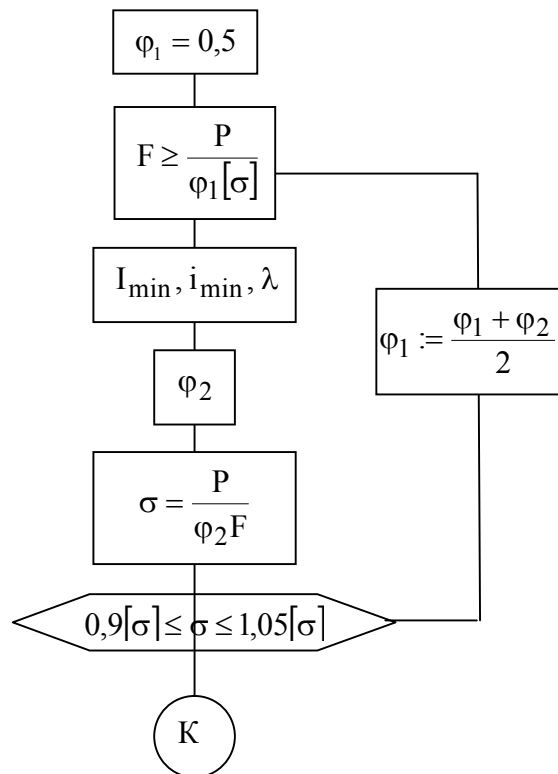 φ₁ = 0,5
F ≥ P / φ₁[σ]
I_min, i_min, λ
φ₂
σ = P / φ₂F
0,9[σ] ≤ σ ≤ 1,05[σ]
К
φ₁ := φ₁ + φ₂ / 2